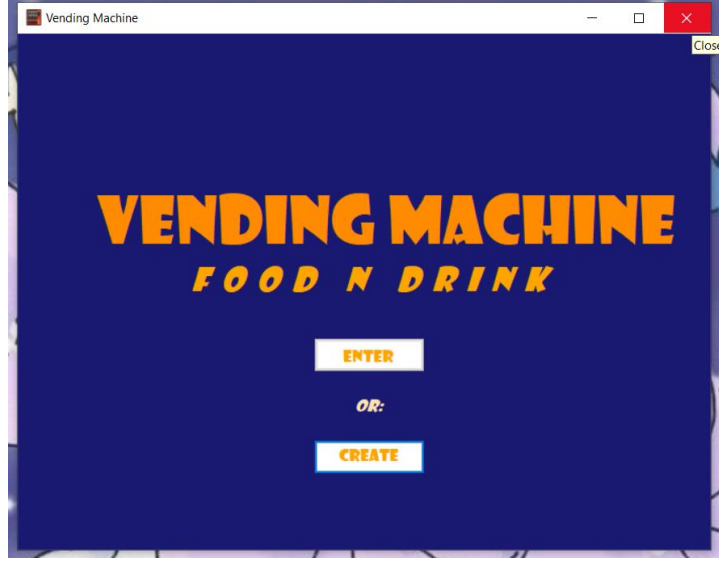 Vending Machine
Close
VENDING MACHINE
FOOD N DRINK
ENTER
OR:
CREATE